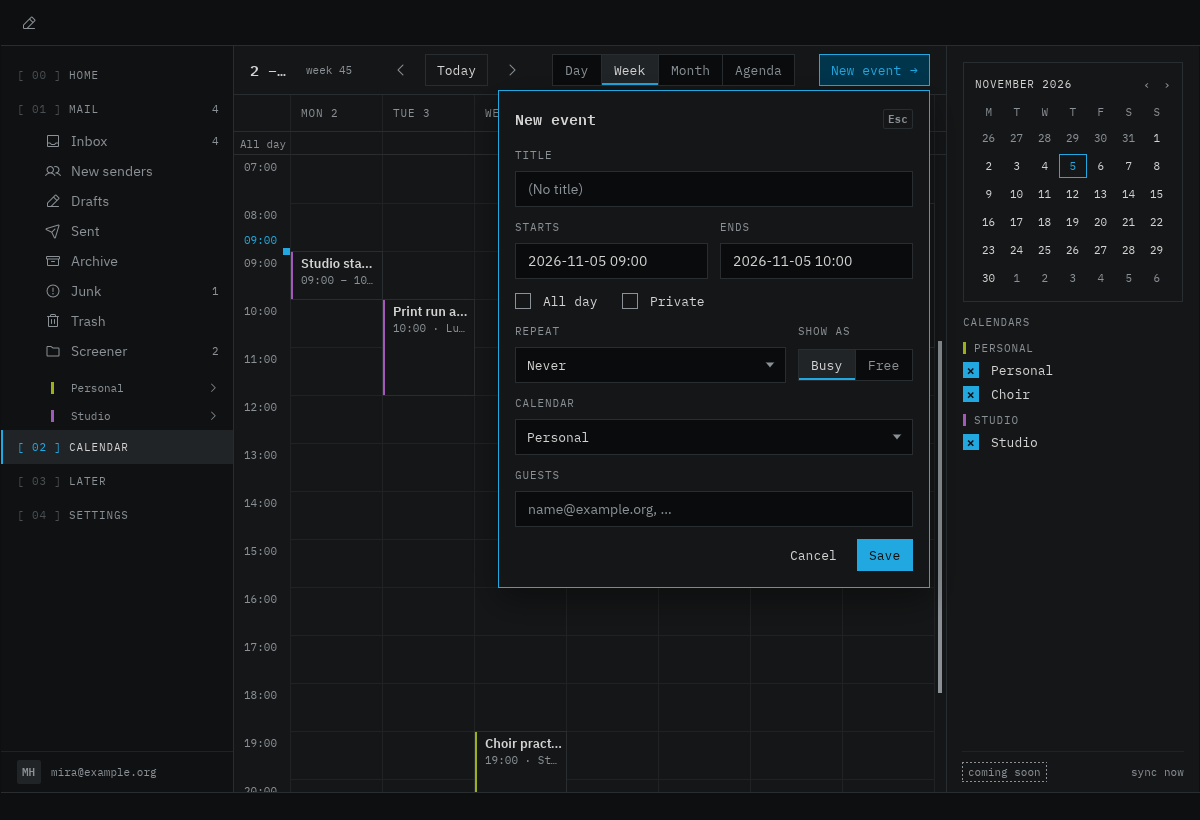 [ 00 ] HOME
[ 01 ] MAIL 4
Inbox 4
New senders
Drafts
Sent
Archive
Junk 1
Trash
Screener 2
Personal
Studio
[ 02 ] CALENDAR
[ 03 ] LATER
[ 04 ] SETTINGS
MH mira@example.org
2 –… week 45 Today Day Week Month Agenda New event →
MON 2 TUE 3 WE
All day
07:00
08:00
09:00
09:00
10:00
11:00
12:00
13:00
14:00
15:00
16:00
17:00
18:00
19:00
20:00
Studio sta…
09:00 – 10…
Print run a…
10:00 · Lu…
Choir pract…
19:00 · St…
New event Esc
TITLE
(No title)
STARTS ENDS
2026-11-05 09:00 2026-11-05 10:00
All day Private
REPEAT SHOW AS
Never Busy Free
CALENDAR
Personal
GUESTS
name@example.org, …
Cancel Save
NOVEMBER 2026 ‹ ›
M T W T F S S
26 27 28 29 30 31 1
2 3 4 5 6 7 8
9 10 11 12 13 14 15
16 17 18 19 20 21 22
23 24 25 26 27 28 29
30 1 2 3 4 5 6
CALENDARS
PERSONAL
Personal
Choir
STUDIO
Studio
coming soon sync now